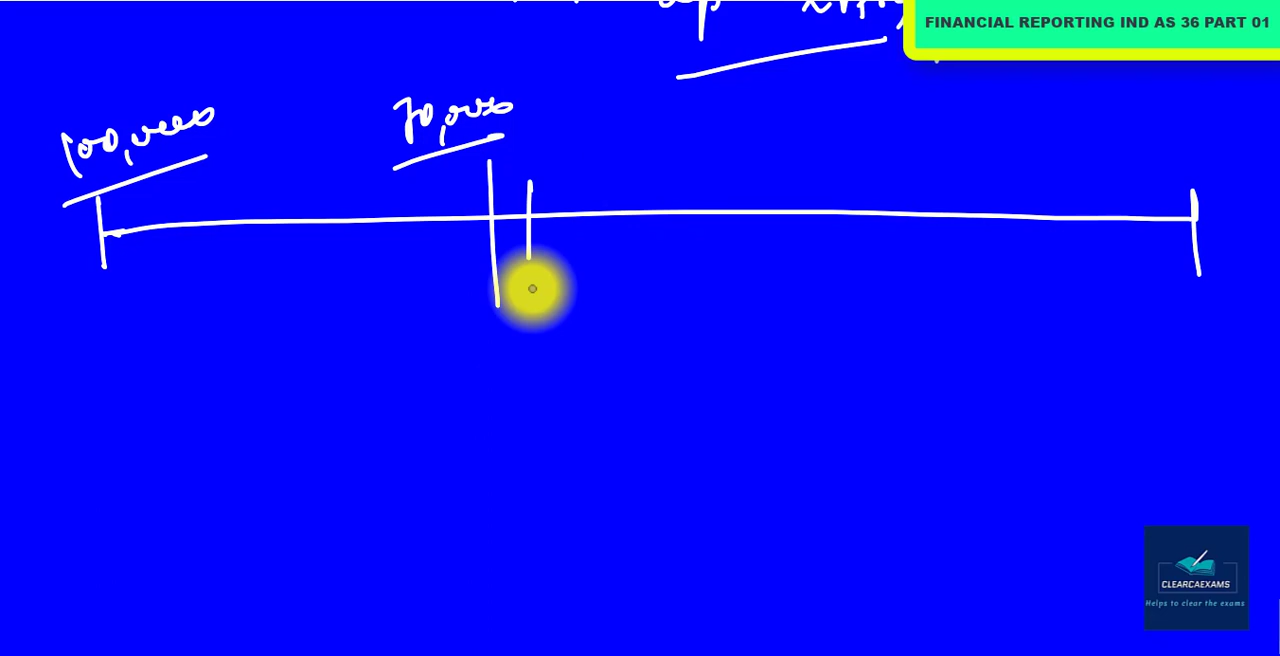 FINANCIAL REPORTING IND AS 36 PART 01
100,000
70,000
CLEARCAEXAMS
Helps to clear the exams